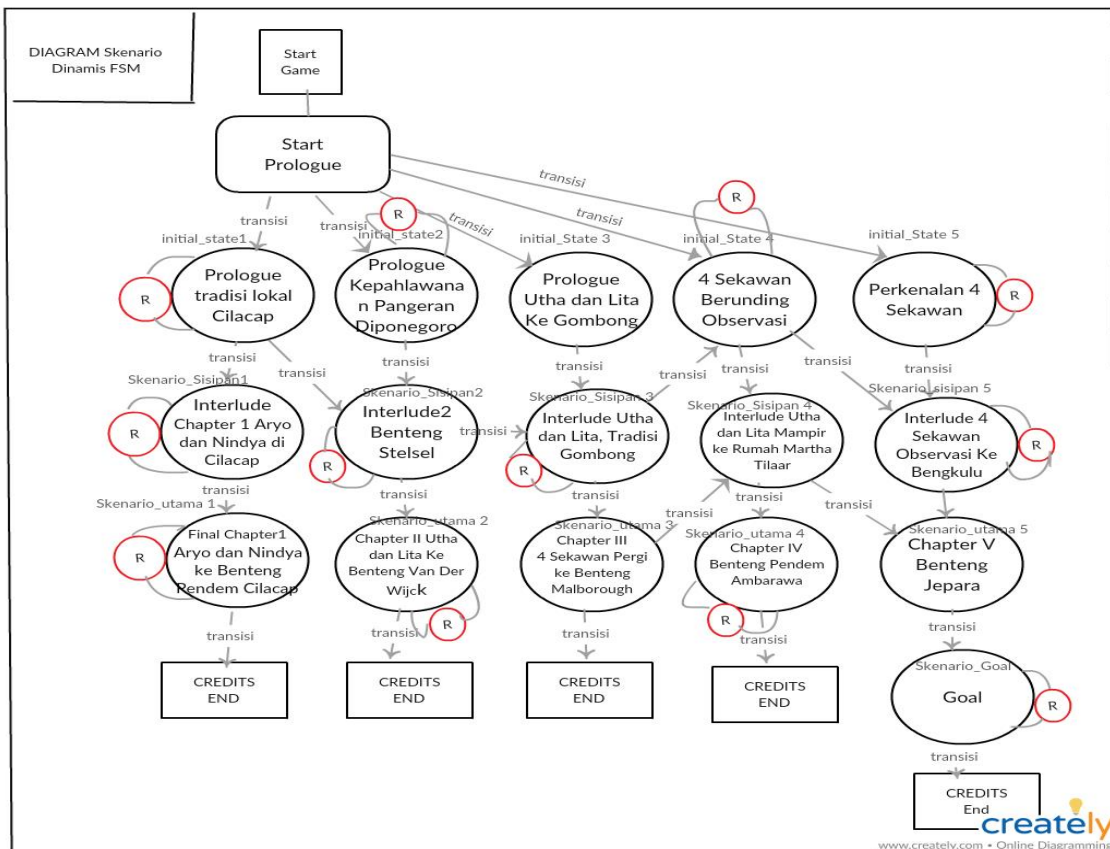 DIAGRAM Skenario
Dinamis FSM
Start
Game
Start
Prologue
transisi
transisi
transisi
transisi
transisi
R
R
initial_state1
initial_state2
initial_State 3
initial_State 4
initial_State 5
Prologue
tradisi lokal
Cilacap
R
Prologue
Kepahlawana
n Pangeran
Diponegoro
Prologue
Utha dan Lita
Ke Gombong
4 Sekawan
Berunding
Observasi
Perkenalan 4
Sekawan
R
transisi
transisi
transisi
transisi
transisi
transisi
transisi
transisi
Skenario_Sisipan1
Skenario_Sisipan2
Skenario_Sisipan 3
Skenario_Sisipan 4
Skenario_sisipan 5
Interlude
Chapter 1 Aryo
dan Nindya di
Cilacap
R
Interlude2
Benteng
Stelsel
R
transisi
Interlude Utha
dan Lita, Tradisi
Gombong
R
Interlude Utha
dan Lita Mampir
ke Rumah Martha
Tilaar
Interlude 4
Sekawan
Observasi Ke
Bengkulu
R
transisi
transisi
transisi
transisi
transisi
transisi
Skenario_utama 1
Skenario_utama 2
Skenario_utama 3
Skenario_utama 4
Skenario_utama 5
Final Chapter1
Aryo dan Nindya
ke Benteng
Pendem Cilacap
R
Chapter II Utha
dan Lita Ke
Benteng Van Der
Wijck
R
Chapter III
4 Sekawan Pergi
ke Benteng
Malborough
Chapter IV
Benteng Pendem
Ambarawa
R
Chapter V
Benteng
Jepara
transisi
transisi
transisi
transisi
transisi
CREDITS
END
CREDITS
END
CREDITS
END
CREDITS
END
Skenario_Goal
Goal
R
transisi
CREDITS
End
creately
www.creately.com • Online Diagramming